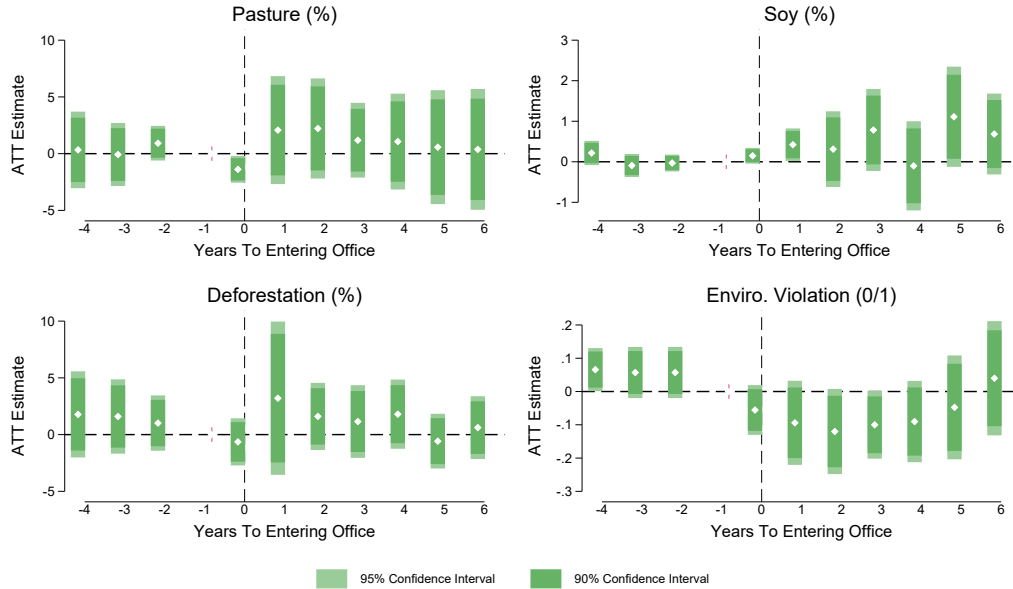 Pasture (%)
10
5
0
-5
ATT Estimate
-4 -3 -2 -1 0 1 2 3 4 5 6
Years To Entering Office
Soy (%)
3
2
1
0
-1
ATT Estimate
-4 -3 -2 -1 0 1 2 3 4 5 6
Years To Entering Office
Deforestation (%)
10
5
0
-5
ATT Estimate
-4 -3 -2 -1 0 1 2 3 4 5 6
Years To Entering Office
Enviro. Violation (0/1)
.2
.1
0
-.1
-.2
-.3
ATT Estimate
-4 -3 -2 -1 0 1 2 3 4 5 6
Years To Entering Office
95% Confidence Interval
90% Confidence Interval